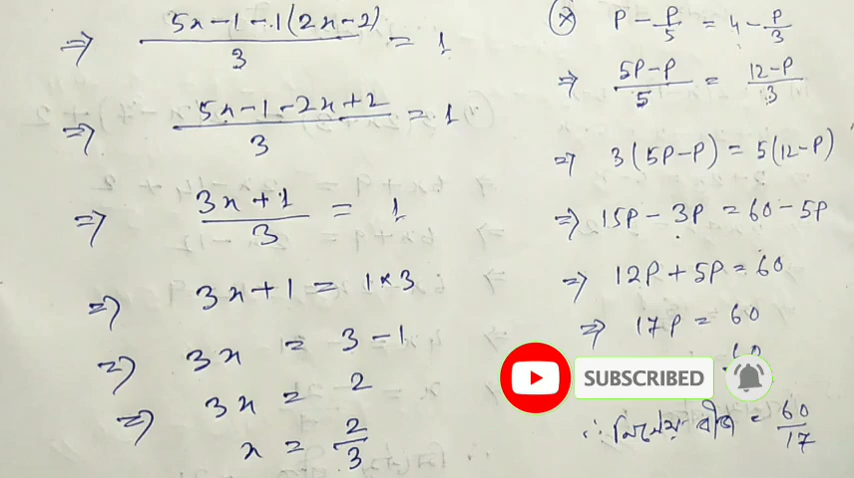 ⇒ (5x-1-1(2x-2))/3 = 1
⇒ (5x-1-2x+2)/3 = 1
⇒ (3x+1)/3 = 1
⇒ 3x+1 = 1×3
⇒ 3x = 3-1
⇒ 3x = 2
x = 2/3
(x) P - P/5 = 4 - P/3
⇒ (5P-P)/5 = (12-P)/3
⇒ 3(5P-P) = 5(12-P)
⇒ 15P - 3P = 60 - 5P
⇒ 12P + 5P = 60
⇒ 17P = 60
60
SUBSCRIBED
∴ নির্ণেয় বীজ = 60/17